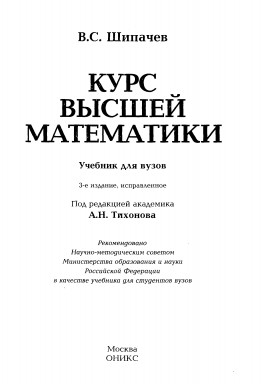 В.С. Шипачев
КУРС
ВЫСШЕЙ
МАТЕМАТИКИ
Учебник для вузов
3-е издание, исправленное
Под редакцией академика
А.Н. Тихонова
Рекомендовано
Научно-методическим советом
Министерства образования и науки
Российской Федерации
в качестве учебника для студентов вузов
Москва
ОНИКС